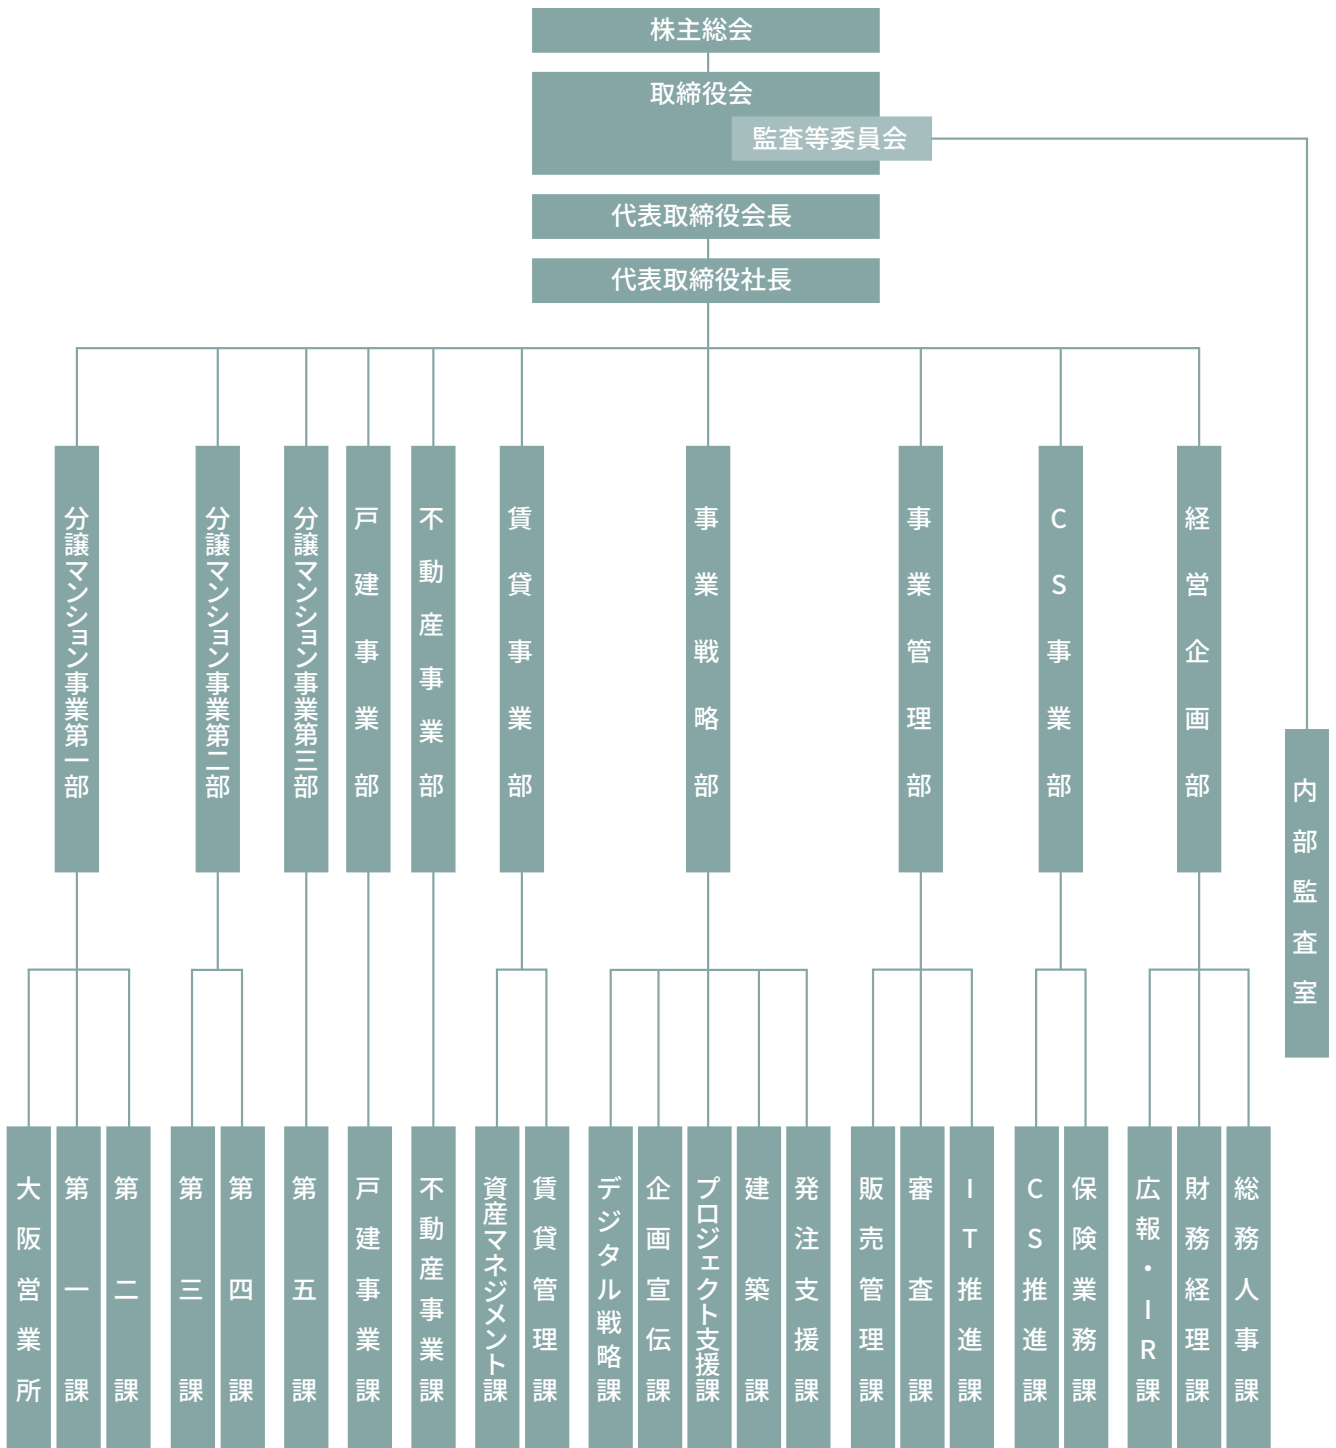 株主総会
取締役会
監査等委員会
代表取締役会長
代表取締役社長
分譲マンション事業第一部
分譲マンション事業第二部
分譲マンション事業第三部
戸建事業部
不動産事業部
賃貸事業部
事業戦略部
事業管理部
CS事業部
経営企画部
内部監査室
大阪営業所
第一課
第二課
第三課
第四課
第五課
戸建事業課
不動産事業課
資産マネジメント課
賃貸管理課
デジタル戦略課
企画宣伝課
プロジェクト支援課
建築課
発注支援課
販売管理課
審査課
IT推進課
CS推進課
保険業務課
広報・IR課
財務経理課
総務人事課